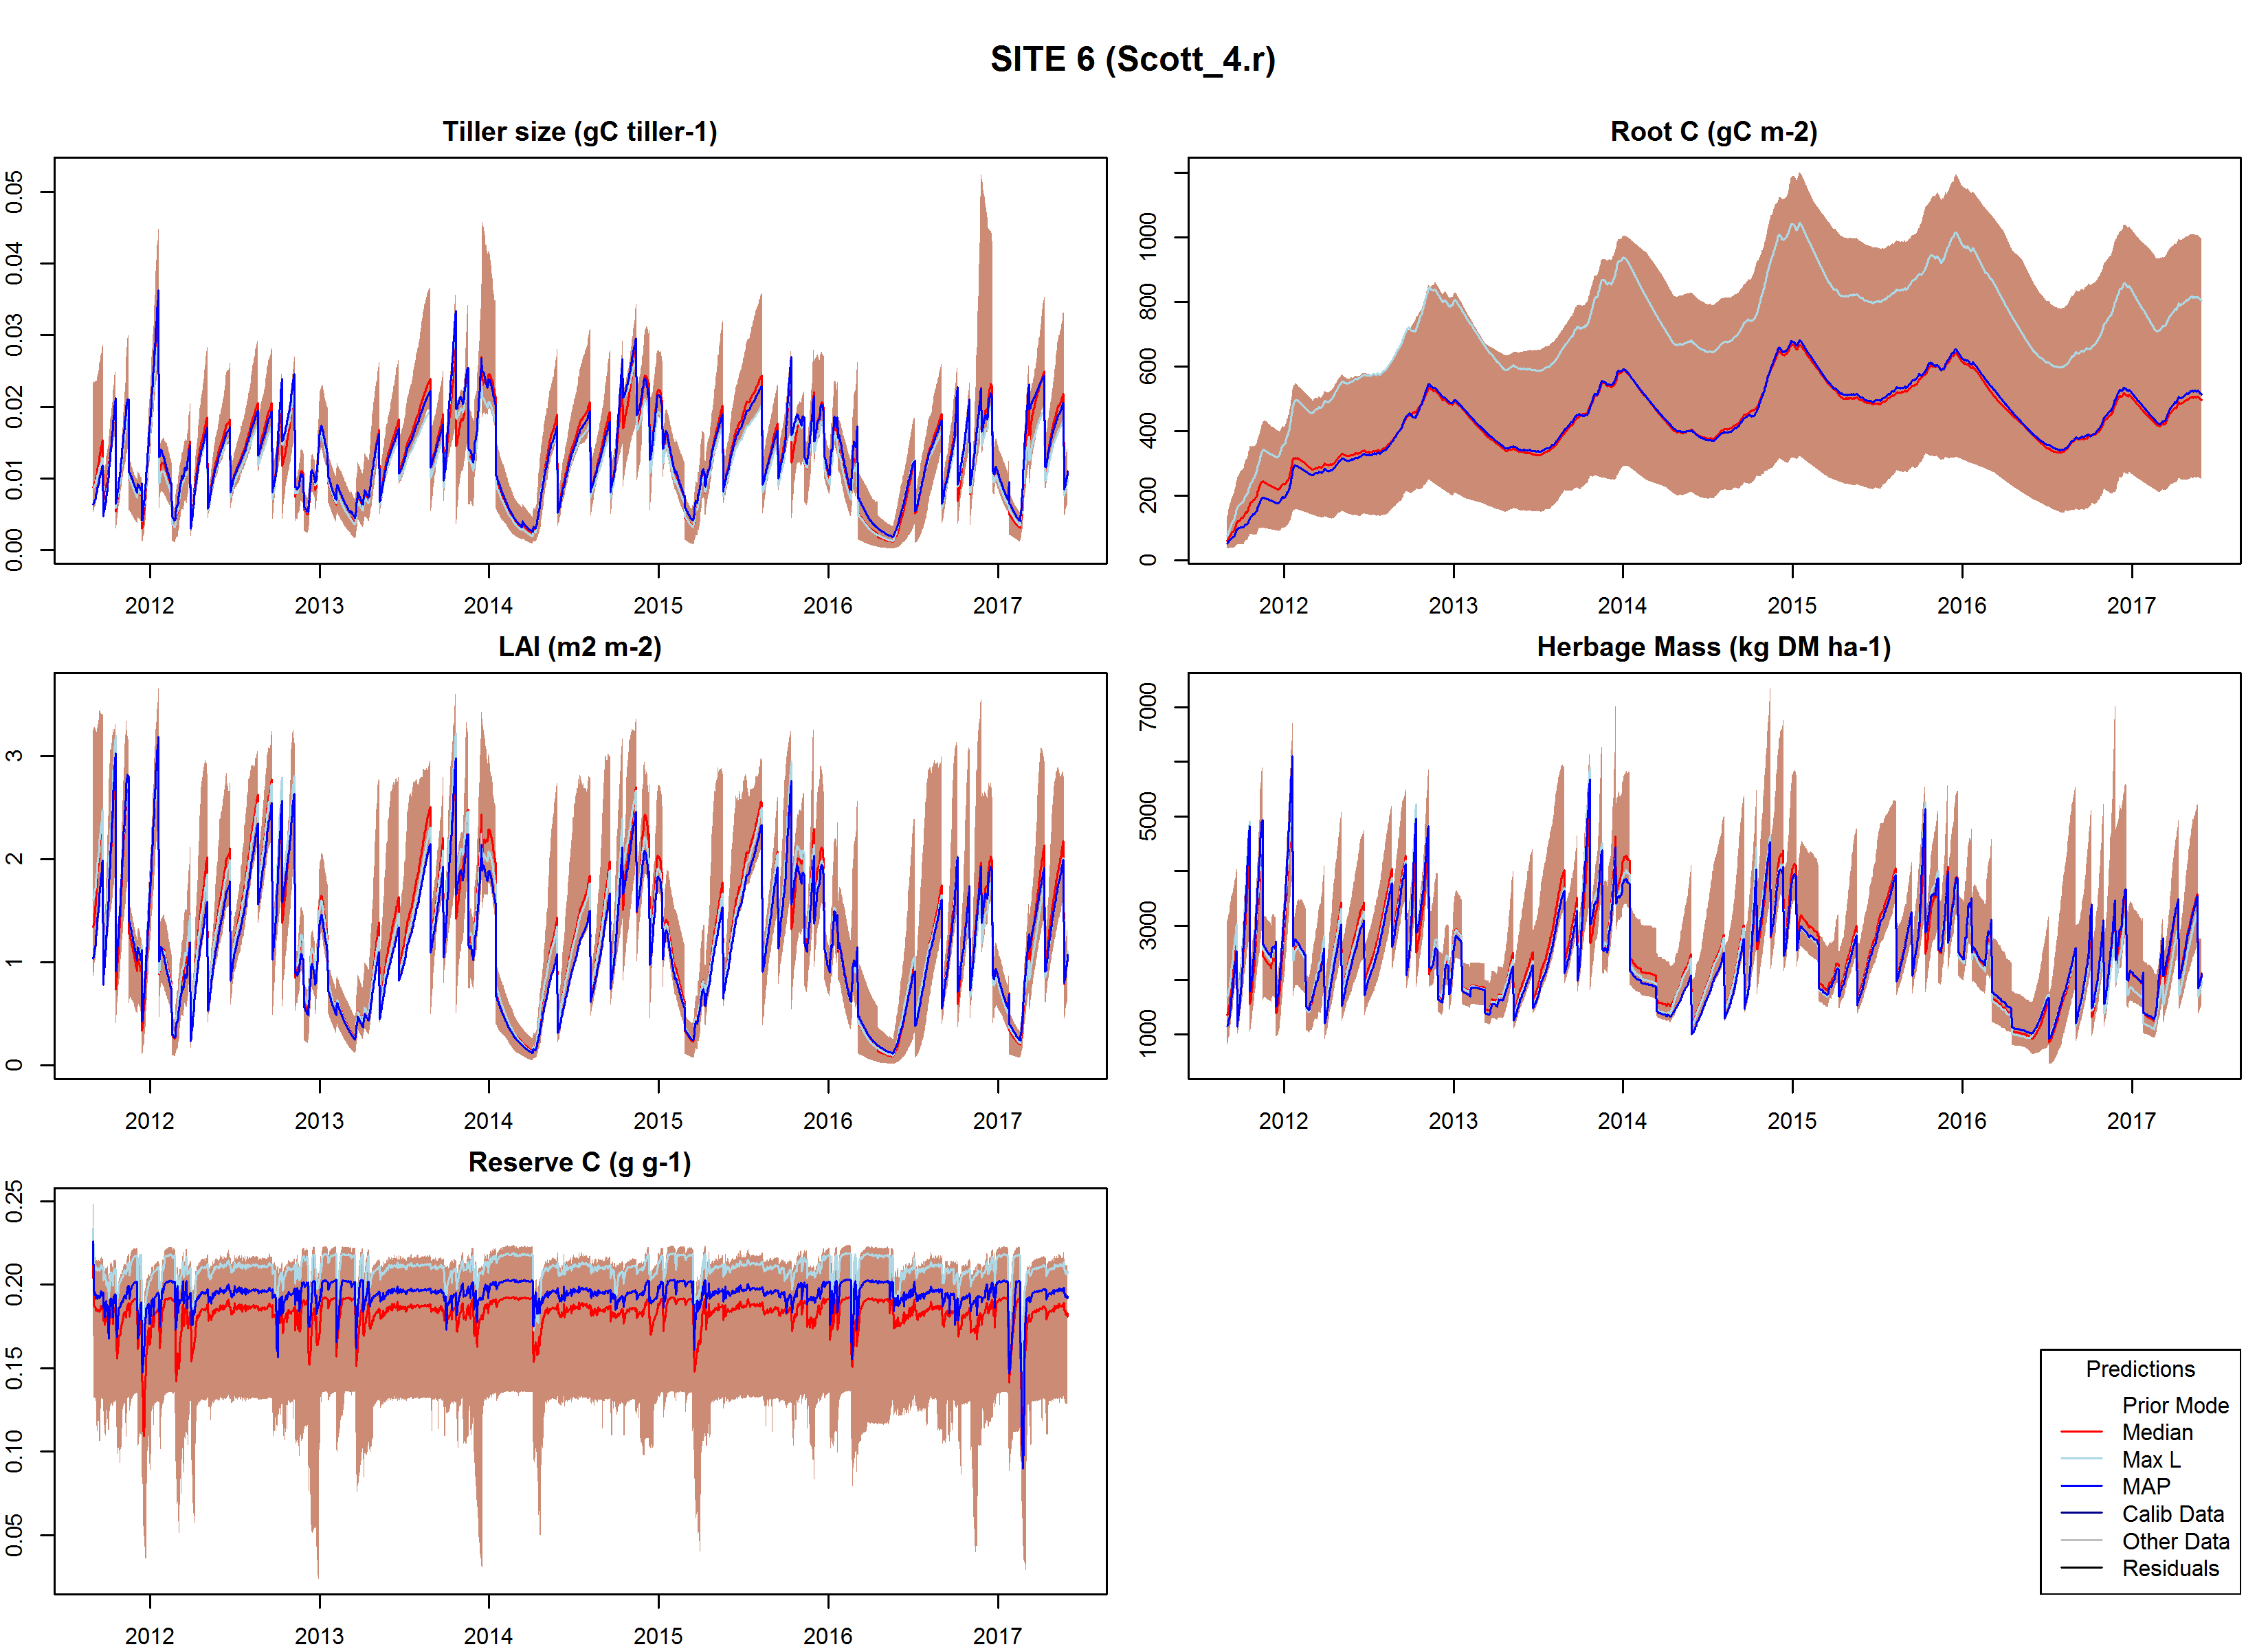 SITE 6 (Scott_4.r)
Tiller size (gC tiller-1)
0.00 0.01 0.02 0.03 0.04 0.05
2012 2013 2014 2015 2016 2017
Root C (gC m-2)
0 200 400 600 800 1000
2012 2013 2014 2015 2016 2017
LAI (m2 m-2)
0 1 2 3
2012 2013 2014 2015 2016 2017
Herbage Mass (kg DM ha-1)
1000 3000 5000 7000
2012 2013 2014 2015 2016 2017
Reserve C (g g-1)
0.05 0.10 0.15 0.20 0.25
2012 2013 2014 2015 2016 2017
Predictions
Prior Mode
Median
Max L
MAP
Calib Data
Other Data
Residuals